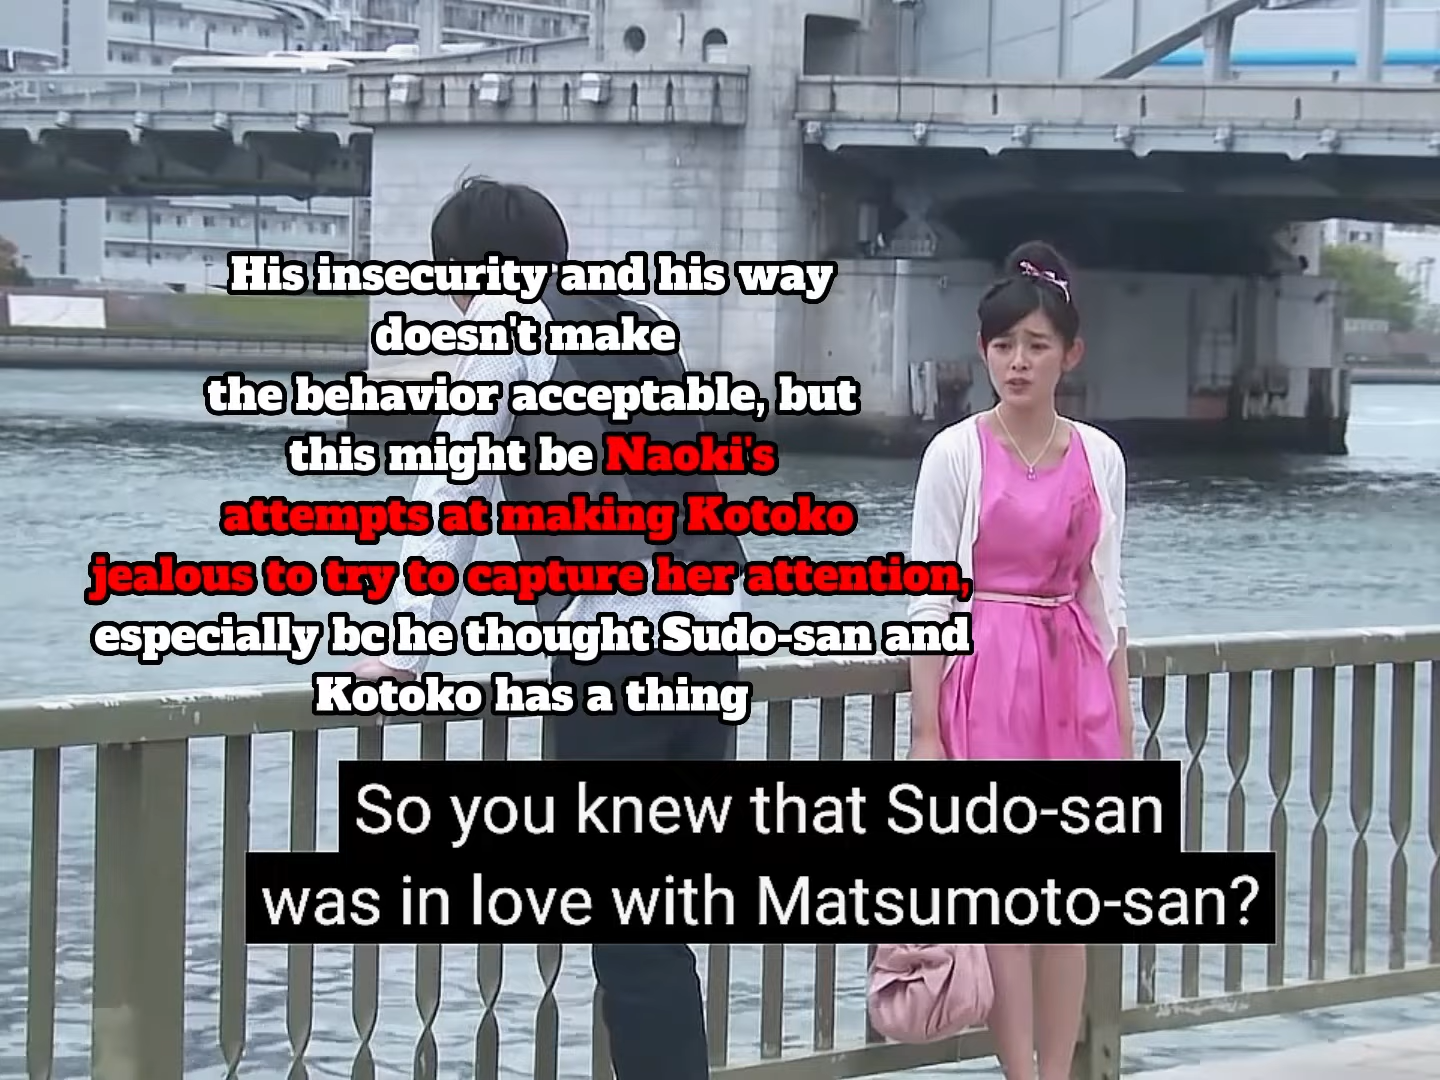 His insecurity and his way
doesn't make
the behavior acceptable, but
this might be Naoki's
attempts at making Kotoko
jealous to try to capture her attention,
especially bc he thought Sudo-san and
Kotoko has a thing
So you knew that Sudo-san
was in love with Matsumoto-san?